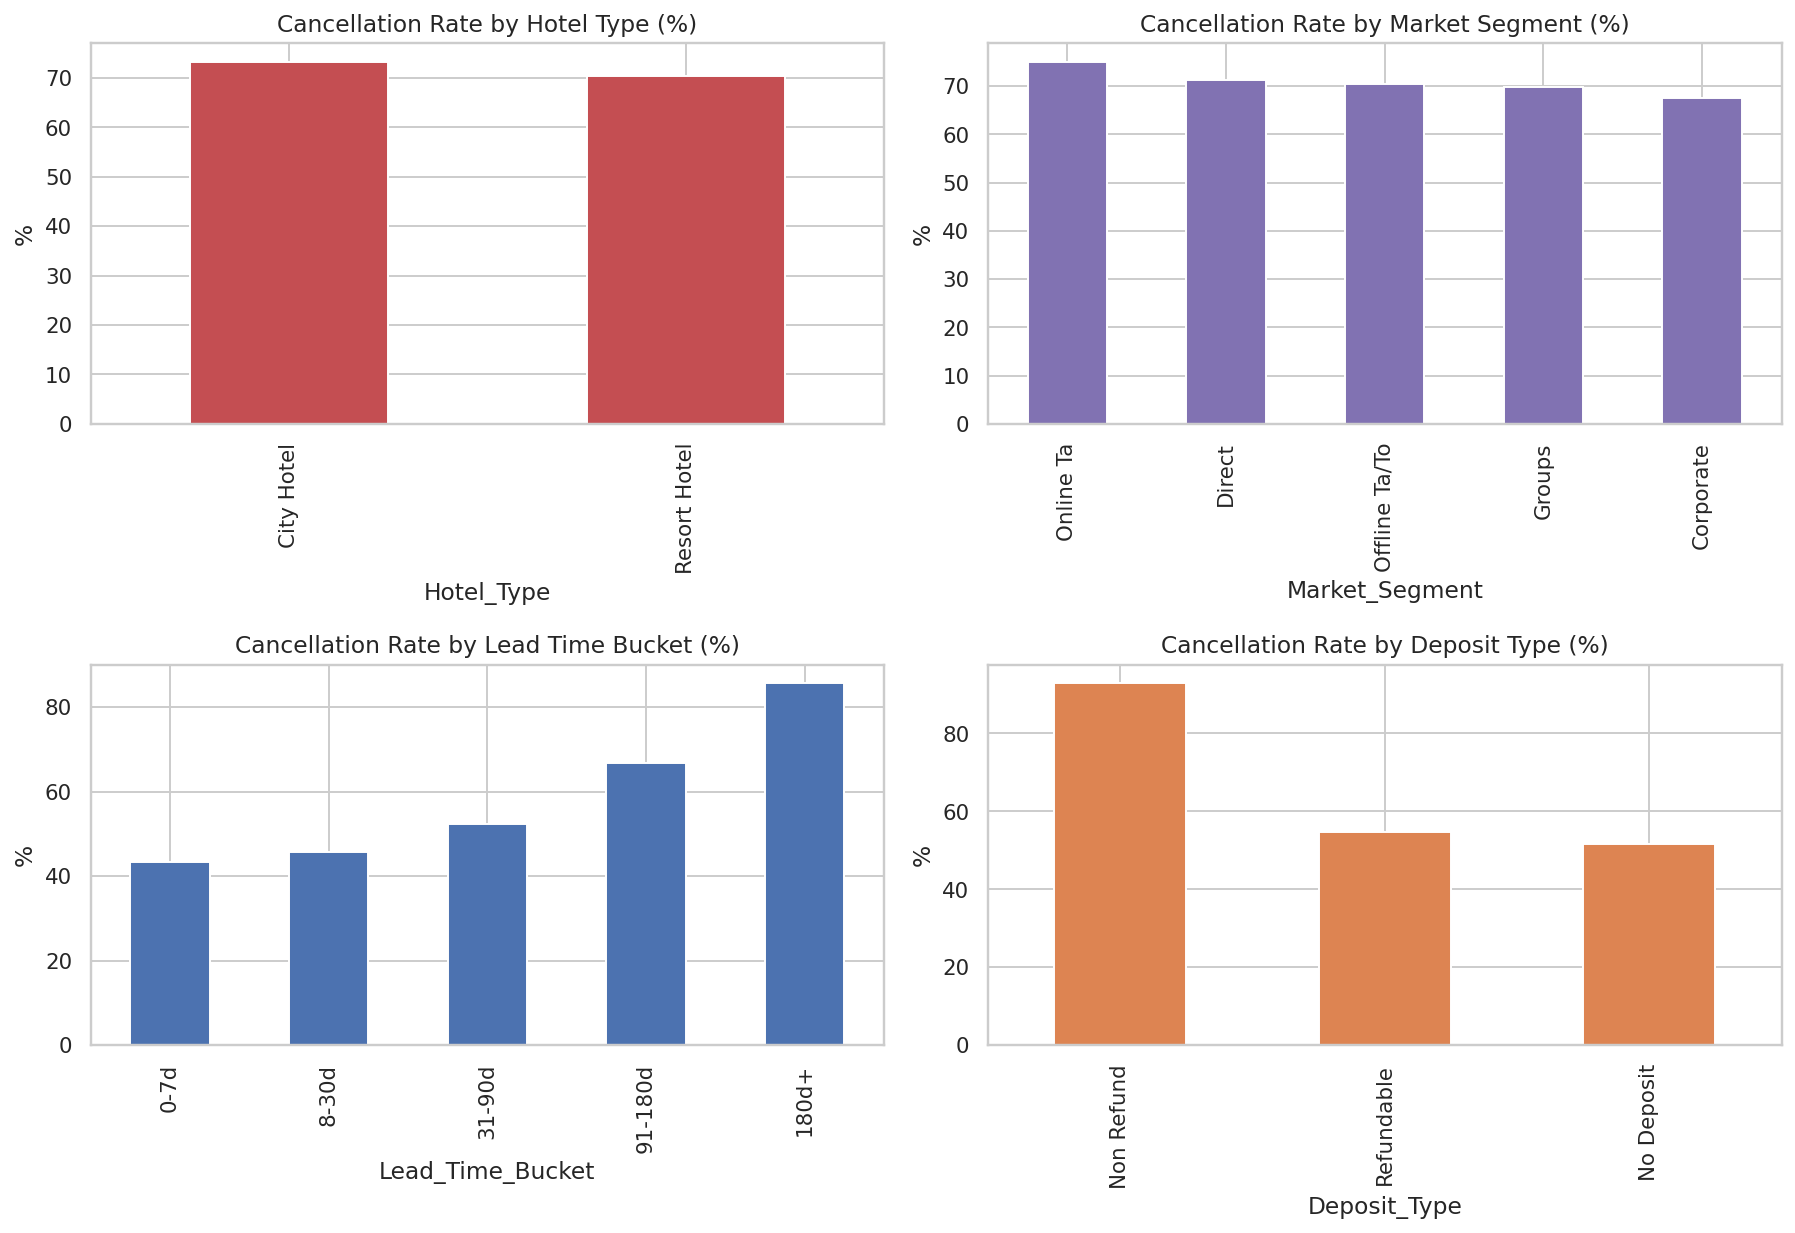 Cancellation Rate by Hotel Type (%)
70
60
50
40
30
20
10
0
%
City Hotel
Resort Hotel
Hotel_Type
Cancellation Rate by Market Segment (%)
70
60
50
40
30
20
10
0
%
Online Ta
Direct
Offline Ta/To
Groups
Corporate
Market_Segment
Cancellation Rate by Lead Time Bucket (%)
80
60
40
20
0
%
0-7d
8-30d
31-90d
91-180d
180d+
Lead_Time_Bucket
Cancellation Rate by Deposit Type (%)
80
60
40
20
0
%
Non Refund
Refundable
No Deposit
Deposit_Type